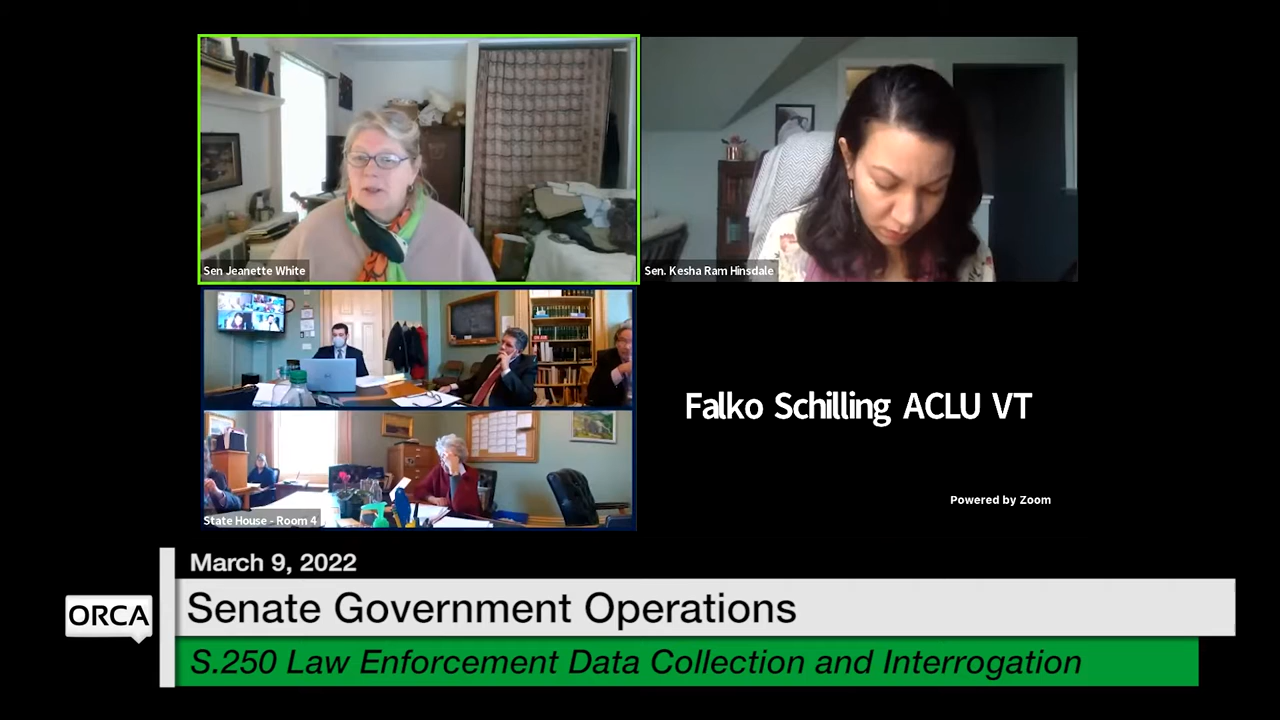 Sen Jeanette White
Sen. Kesha Ram Hinsdale
State House - Room 4
Falko Schilling ACLU VT
Powered by Zoom
March 9, 2022
ORCA
Senate Government Operations
S.250 Law Enforcement Data Collection and Interrogation